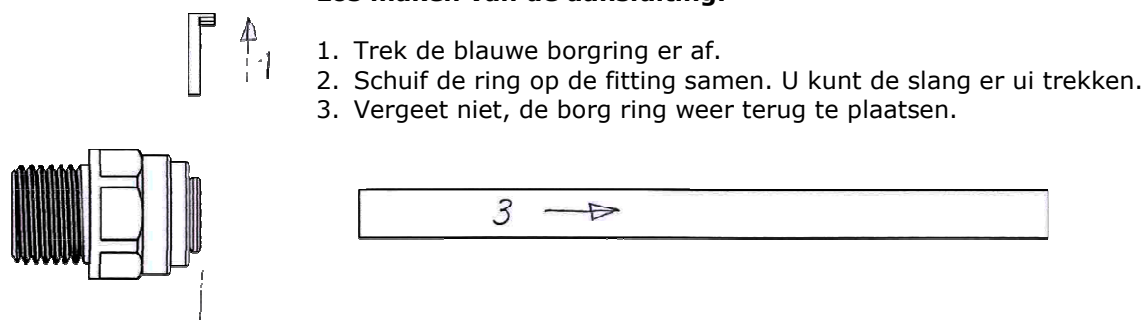 1
1. Trek de blauwe borgring er af.
2. Schuif de ring op de fitting samen. U kunt de slang er ui trekken.
3. Vergeet niet, de borg ring weer terug te plaatsen.
3